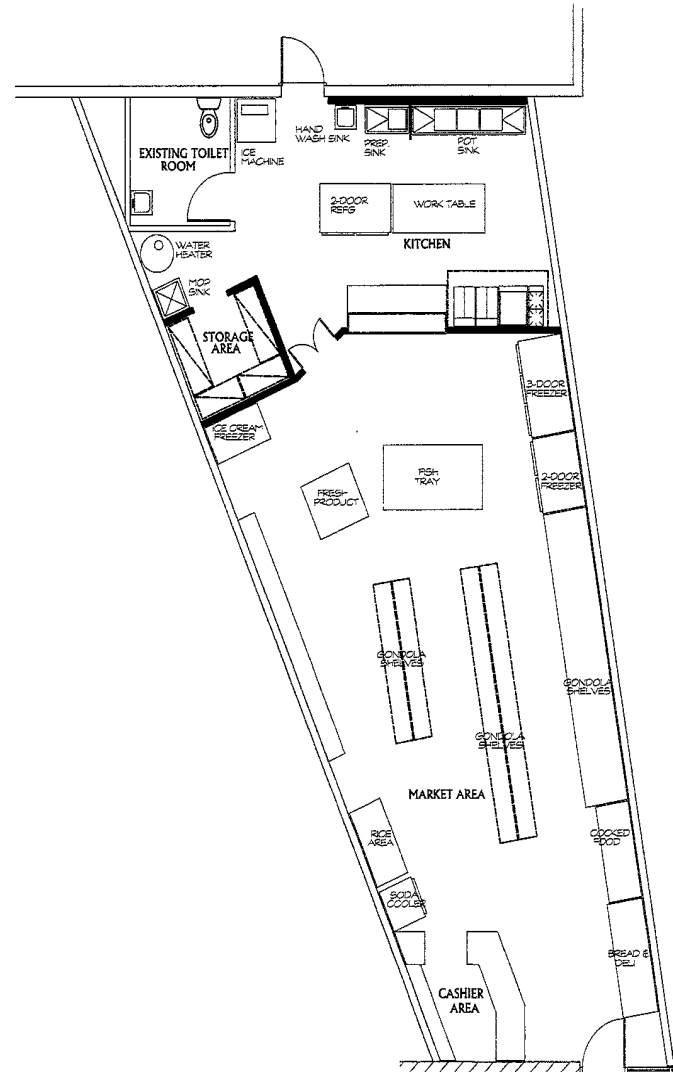 HAND
WASH SINK
PREP.
SINK
POT
SINK
EXISTING TOILET
ROOM
ICE
MACHINE
2-DOOR
REFG
WORK TABLE
KITCHEN
WATER
HEATER
MOP
SINK
STORAGE
AREA
ICE CREAM
FREEZER
3-DOOR
FREEZER
FISH
TRAY
2-DOOR
FREEZER
FRESH
PRODUCT
GONDOLA
SHELVES
GONDOLA
SHELVES
GONDOLA
SHELVES
MARKET AREA
RICE
AREA
COOKED
FOOD
SODA
COOLER
BREAD &
DELI
CASHIER
AREA